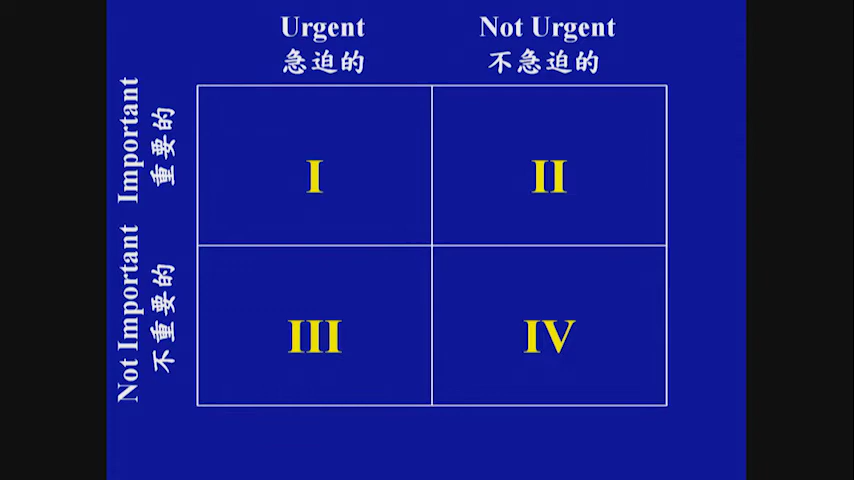 Urgent
急迫的
Not Urgent
不急迫的
Important
重要的
I
II
Not Important
不重要的
III
IV